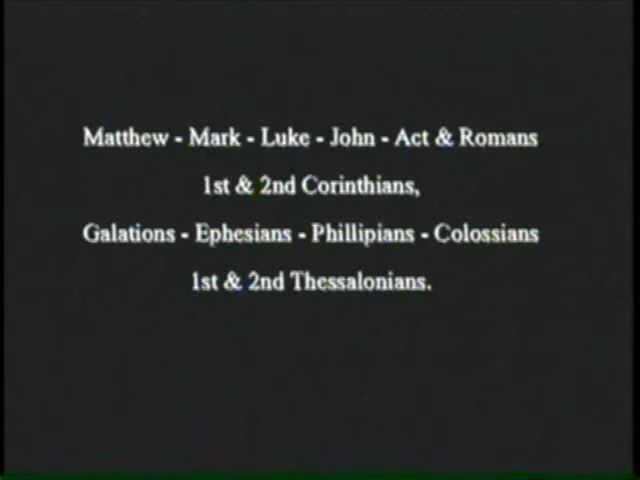 Matthew - Mark - Luke - John - Act & Romans
1st & 2nd Corinthians,
Galations - Ephesians - Phillipians - Colossians
1st & 2nd Thessalonians.